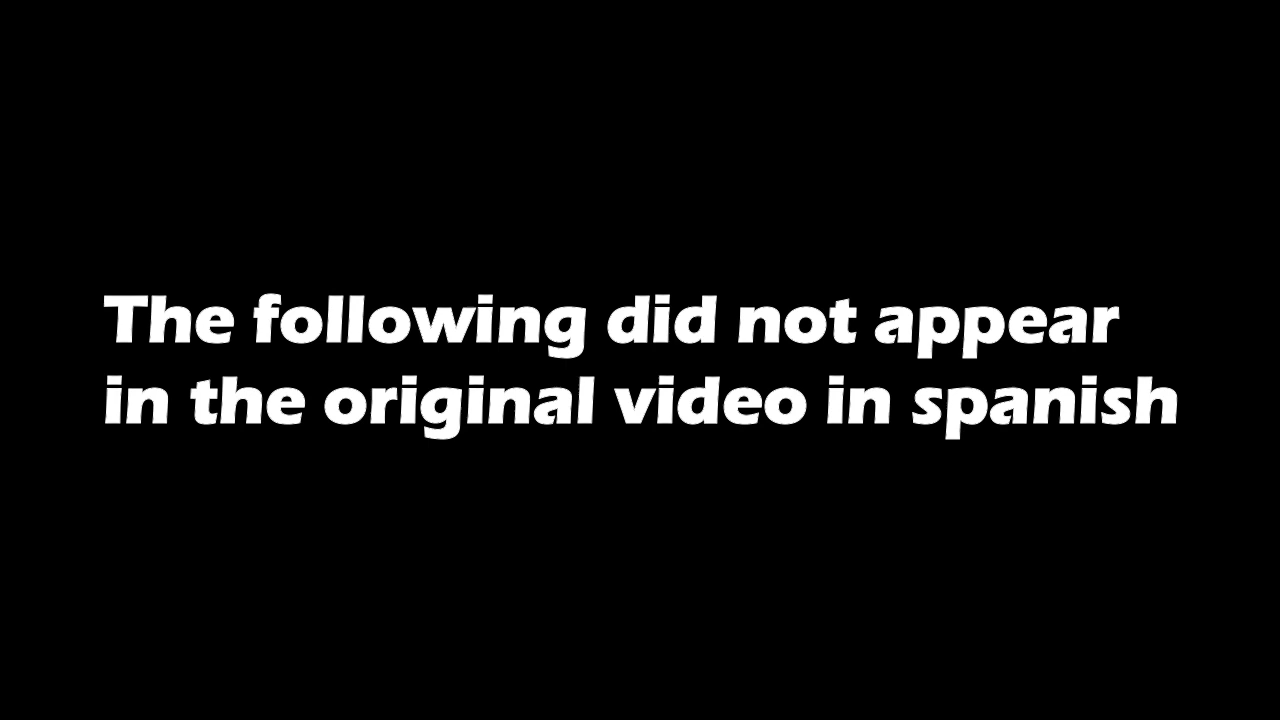 The following did not appear
in the original video in spanish